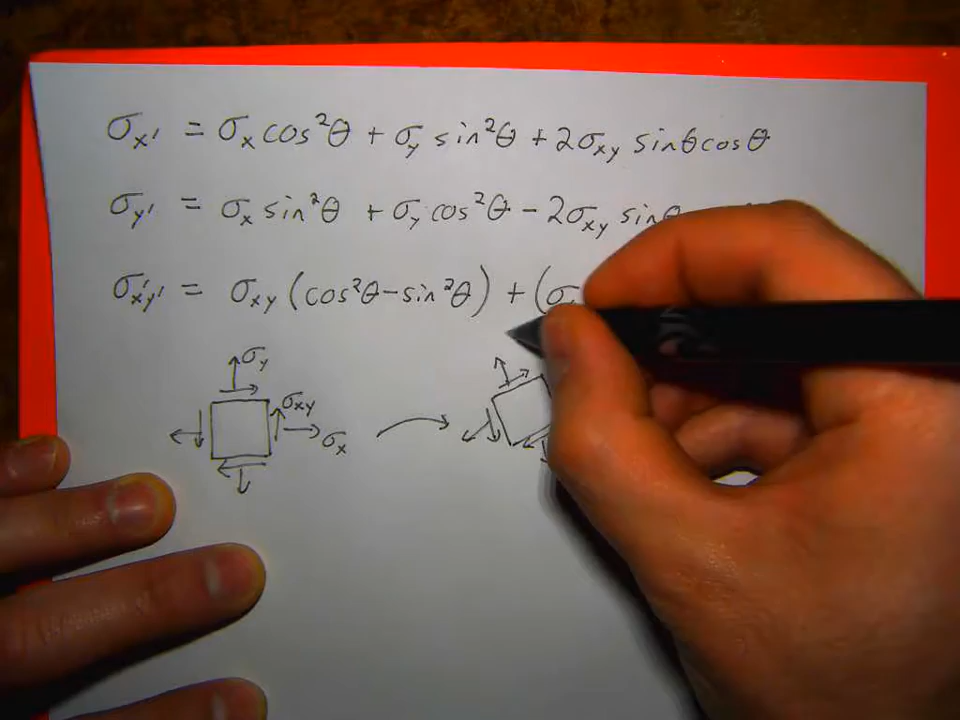 σx' = σx cos²θ + σy sin²θ + 2σxy sinθcosθ
σy' = σx sin²θ + σy cos²θ - 2σxy sinθ
σx'y' = σxy (cos²θ-sin²θ) + (σ
σy
σxy
σx